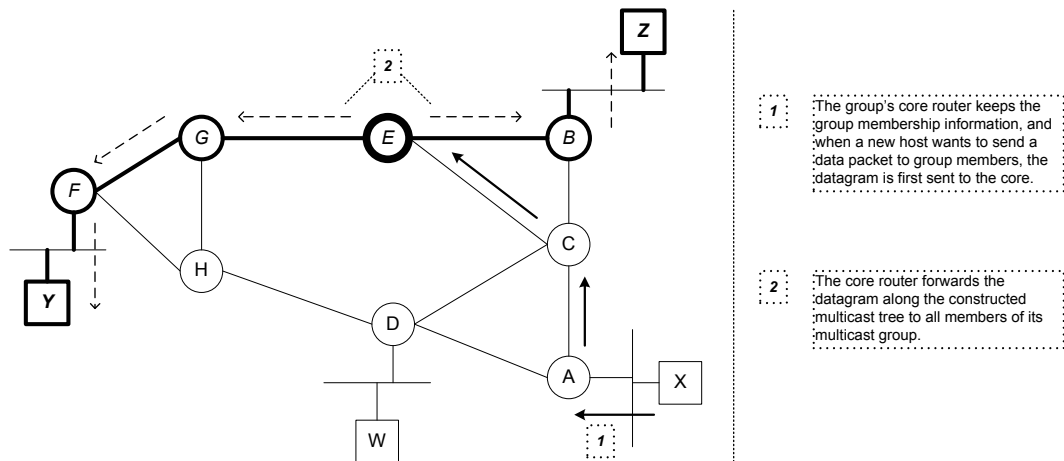 Z
2
G
E
B
F
Y
H
C
D
A
X
W
1
1
The group's core router keeps the
group membership information, and
when a new host wants to send a
data packet to group members, the
datagram is first sent to the core.
2
The core router forwards the
datagram along the constructed
multicast tree to all members of its
multicast group.